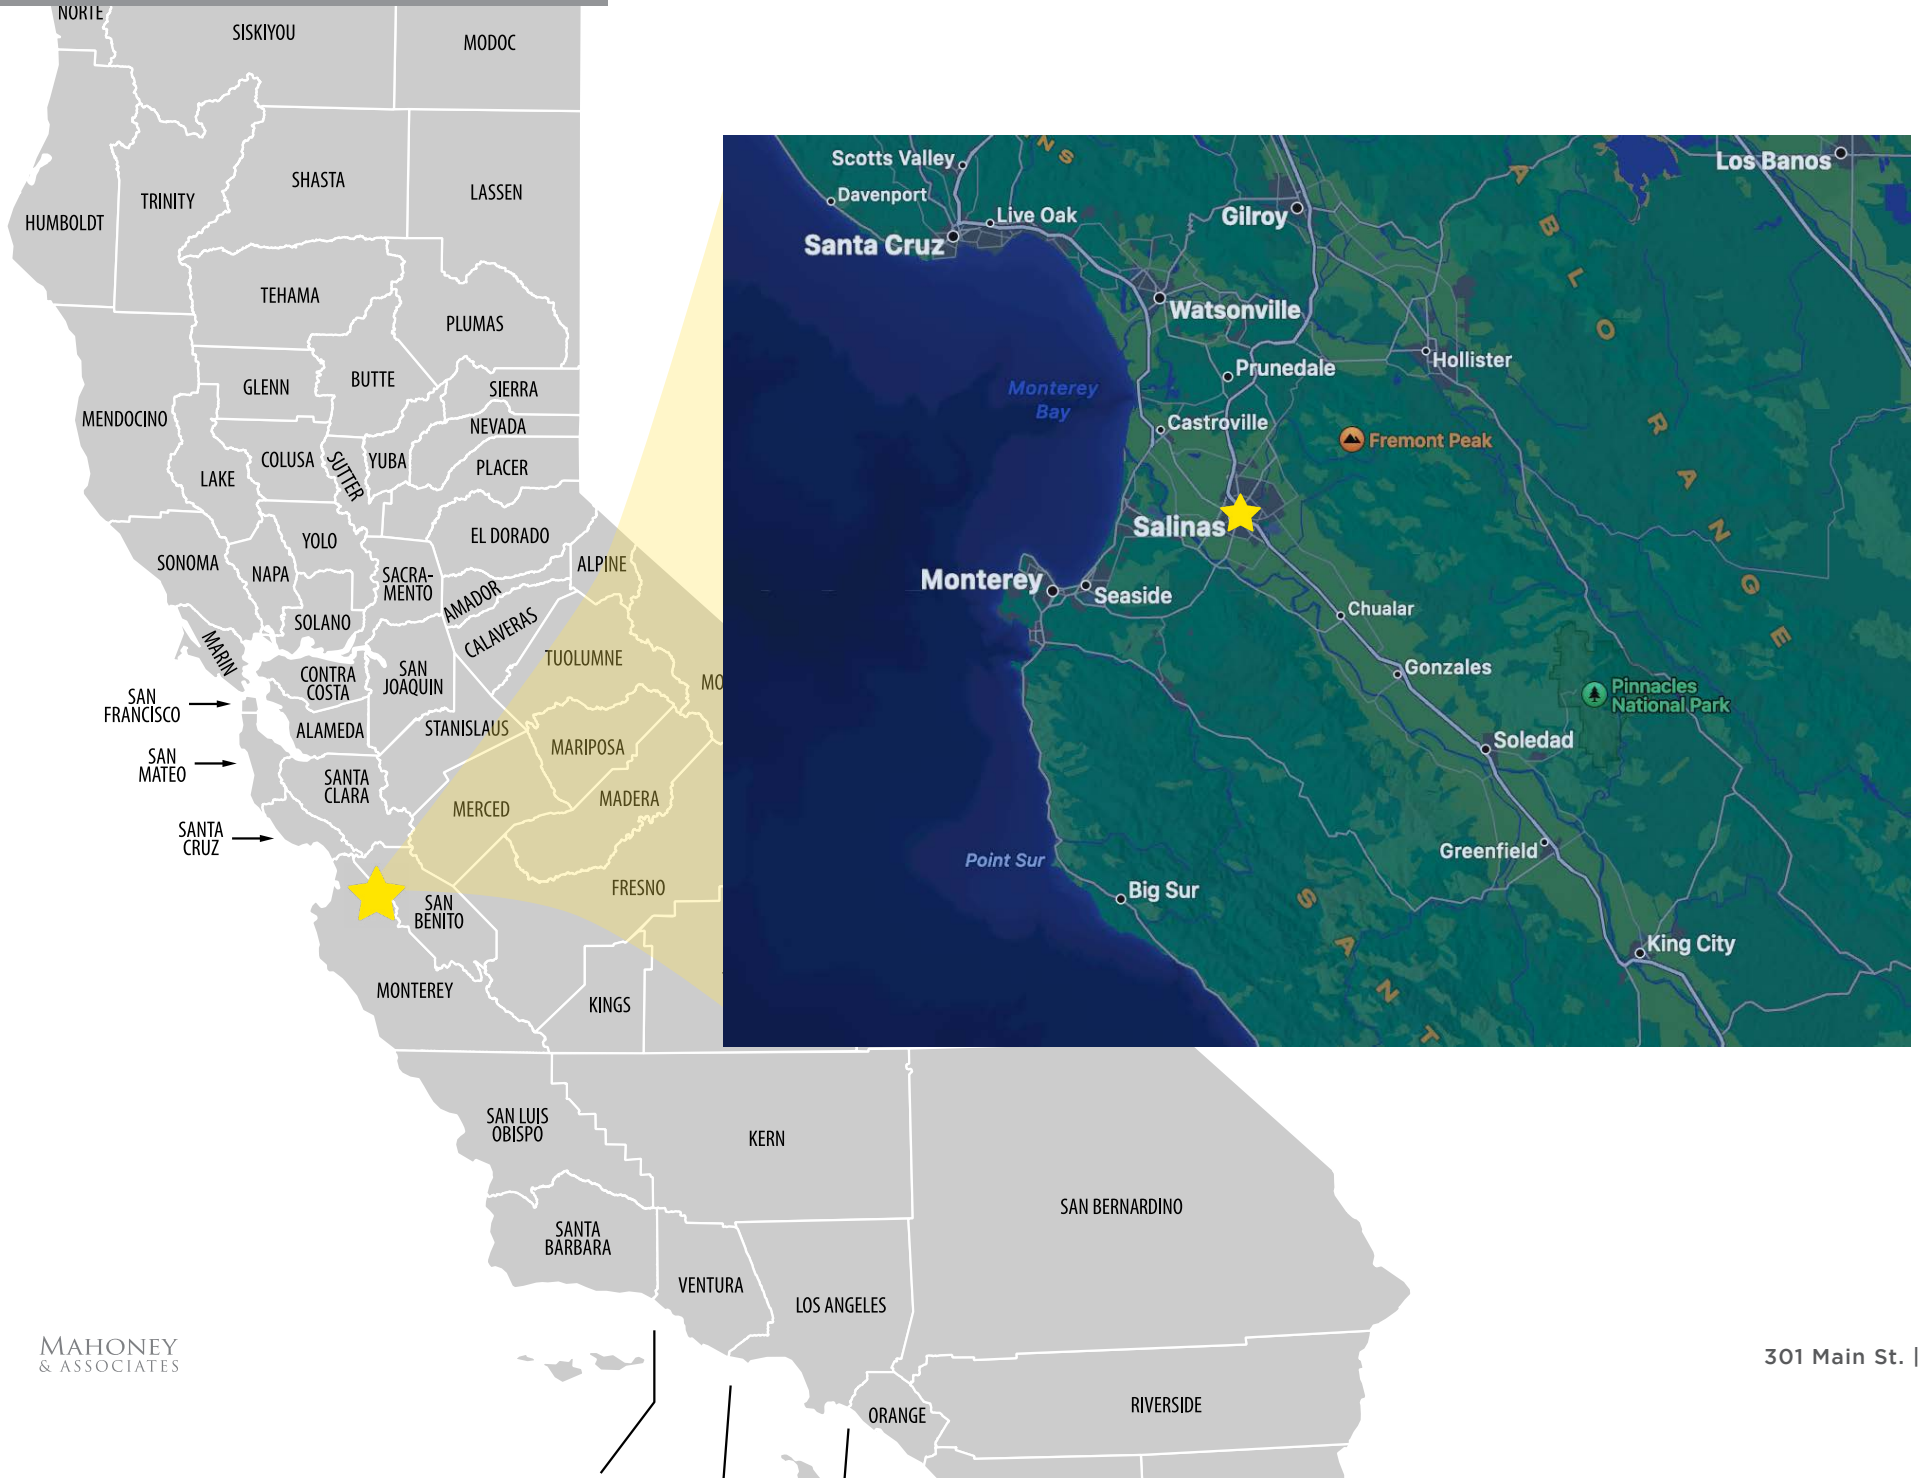 NORTE
SISKIYOU
MODOC
HUMBOLDT
TRINITY
SHASTA
LASSEN
TEHAMA
PLUMAS
GLENN
BUTTE
SIERRA
MENDOCINO
NEVADA
COLUSA
SUTTER
YUBA
PLACER
LAKE
YOLO
EL DORADO
SONOMA
NAPA
SACRA-
MENTO
ALPINE
AMADOR
SOLANO
CALAVERAS
MARIN
CONTRA
COSTA
SAN
JOAQUIN
TUOLUMNE
MO
SAN
FRANCISCO
ALAMEDA
STANISLAUS
MARIPOSA
SAN
MATEO
SANTA
CLARA
MERCED
MADERA
SANTA
CRUZ
FRESNO
SAN
BENITO
MONTEREY
KINGS
SAN LUIS
OBISPO
KERN
SAN BERNARDINO
SANTA
BARBARA
VENTURA
LOS ANGELES
ORANGE
RIVERSIDE
NS
Scotts Valley
Los Banos
Davenport
Live Oak
Gilroy
Santa Cruz
Watsonville
Prunedale
Hollister
Monterey
Bay
Castroville
Fremont Peak
ABLO RANGE
Salinas
Monterey
Seaside
Chualar
Gonzales
Pinnacles
National Park
Soledad
Greenfield
Point Sur
Big Sur
SANT
King City
MAHONEY
& ASSOCIATES
301 Main St. |